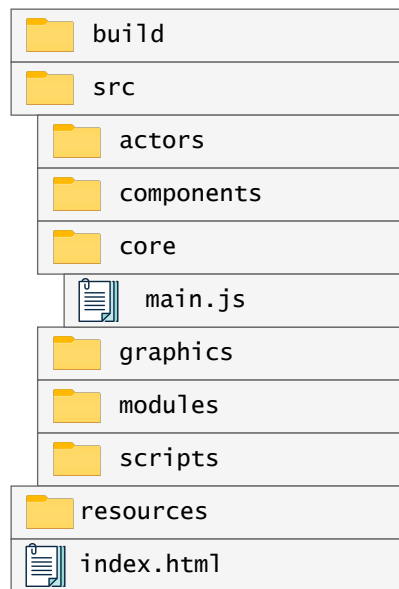 build
src
actors
components
core
main.js
graphics
modules
scripts
resources
index.html